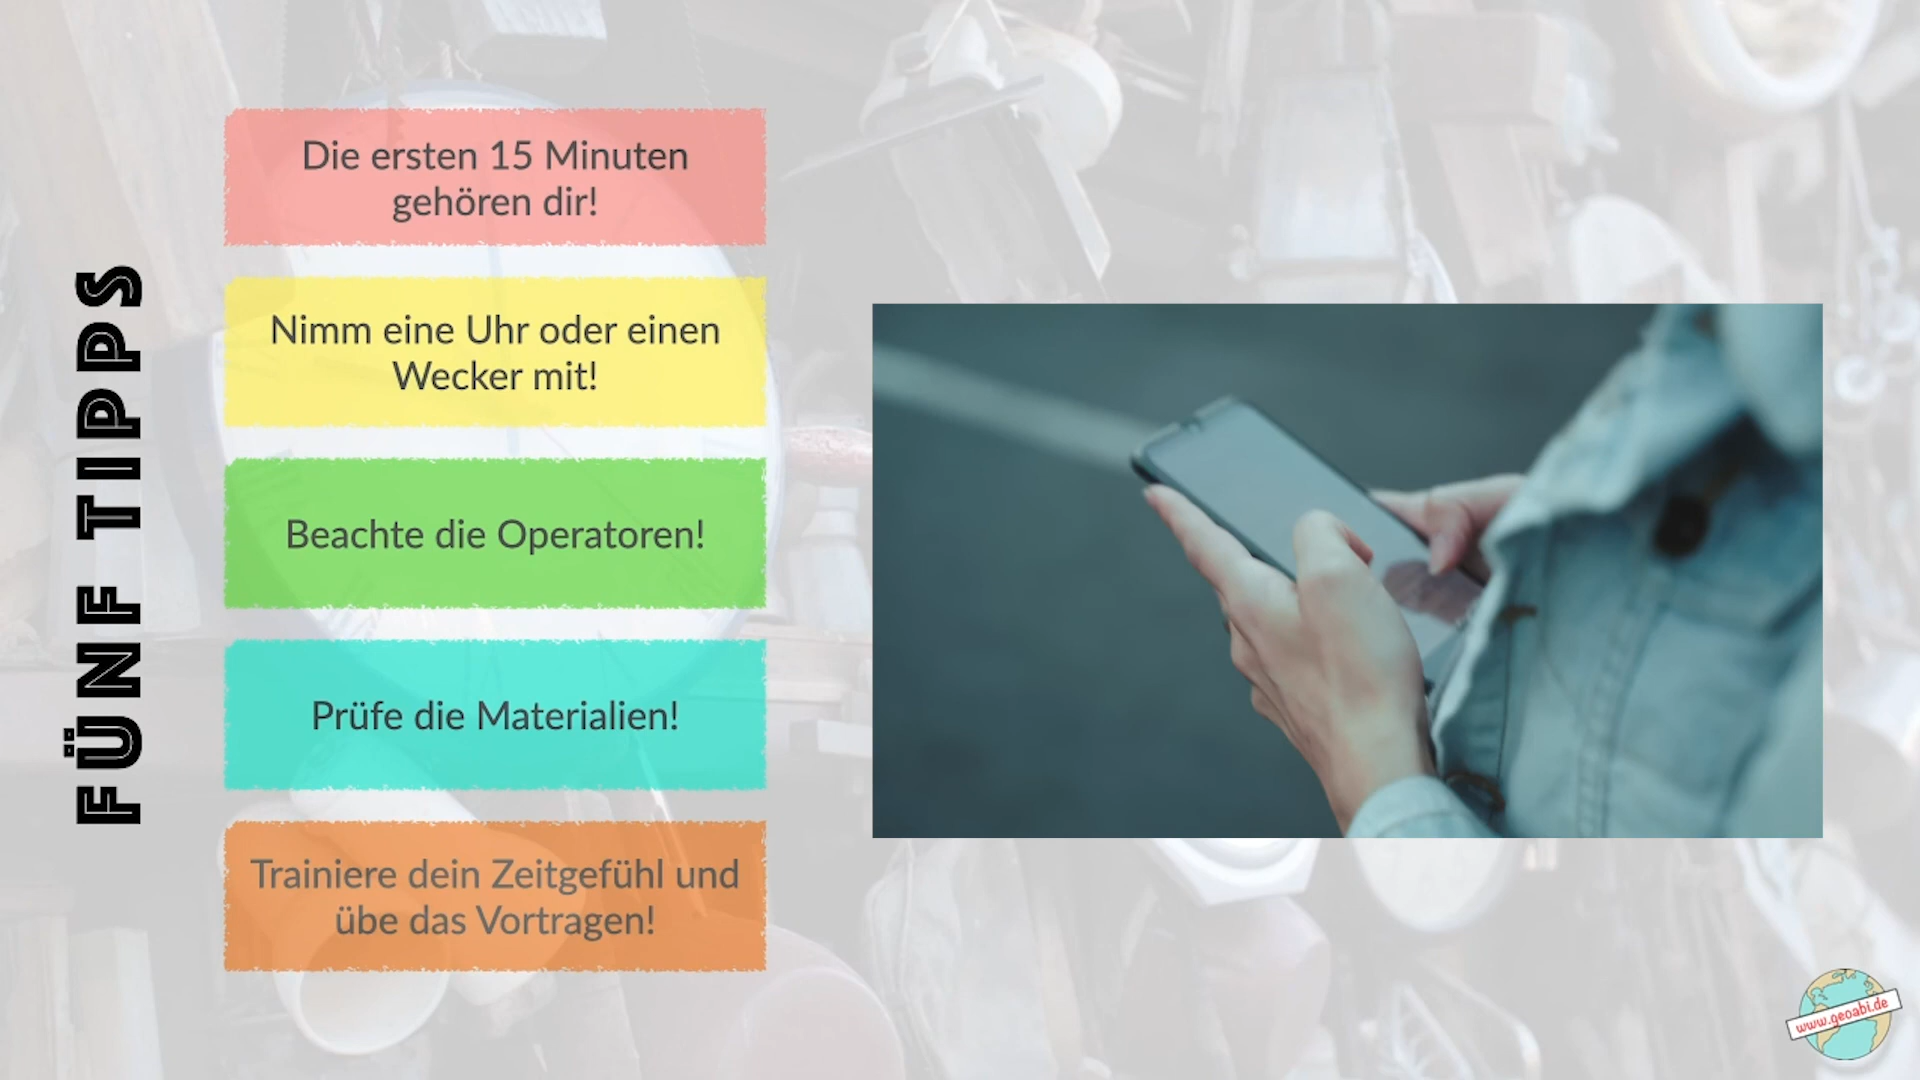 FÜNF TIPPS
Die ersten 15 Minuten
gehören dir!
Nimm eine Uhr oder einen
Wecker mit!
Beachte die Operatoren!
Prüfe die Materialien!
Trainiere dein Zeitgefühl und
übe das Vortragen!
www.geoabi.de